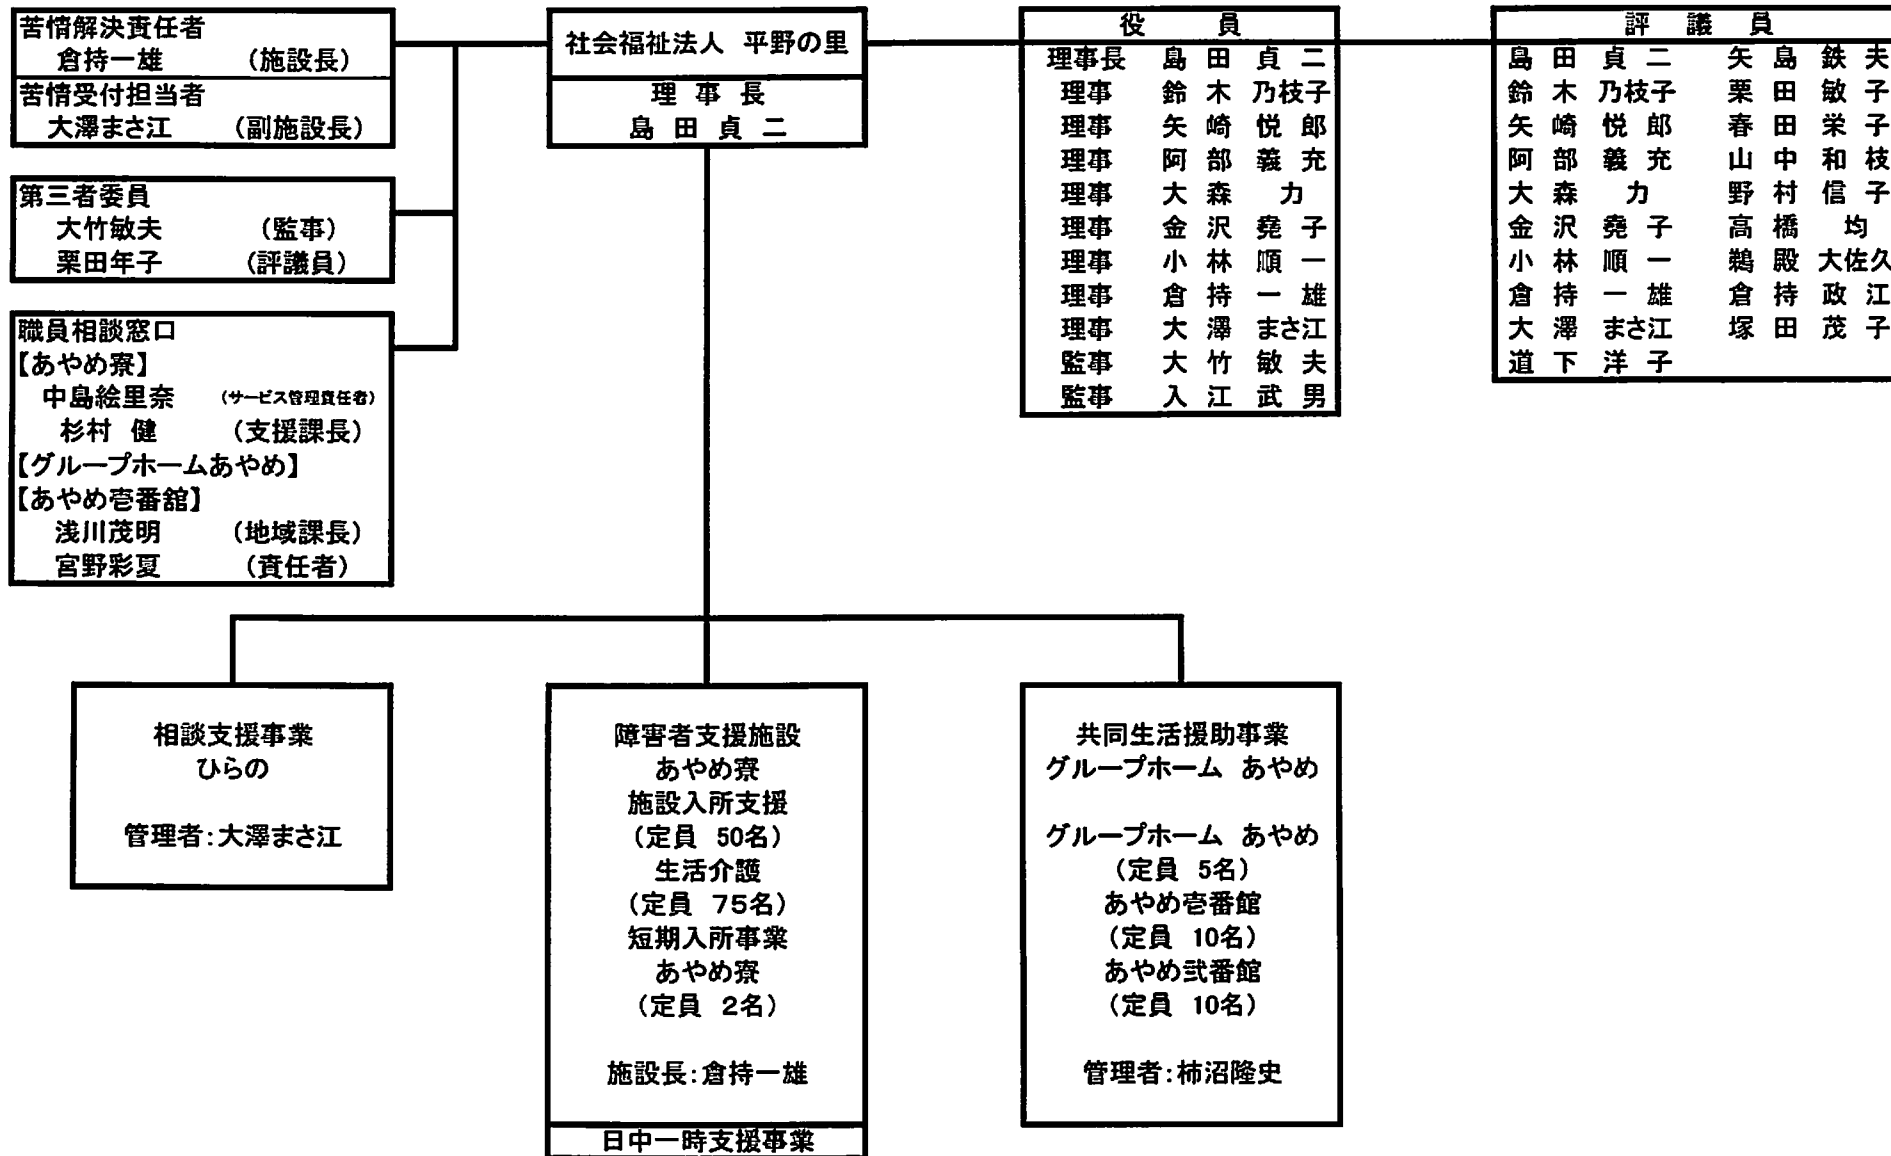 苦情解決責任者
倉持一雄 (施設長)
苦情受付担当者
大澤まさ江 (副施設長)
第三者委員
大竹敏夫 (監事)
栗田年子 (評議員)
職員相談窓口
【あやめ寮】
中島絵里奈 (サービス管理責任者)
杉村 健 (支援課長)
【グループホームあやめ】
【あやめ壱番舘】
浅川茂明 (地域課長)
宮野彩夏 (責任者)
社会福祉法人 平野の里
理 事 長
島 田 貞 二
役 員
理事長 島 田 貞 二
理事 鈴 木 乃枝子
理事 矢 崎 悦 郎
理事 阿 部 義 充
理事 大 森 力
理事 金 沢 堯 子
理事 小 林 順 一
理事 倉 持 一 雄
理事 大 澤 まさ江
監事 大 竹 敏 夫
監事 入 江 武 男
評 議 員
島 田 貞 二 矢 島 鉄 夫
鈴 木 乃枝子 栗 田 敏 子
矢 崎 悦 郎 春 田 栄 子
阿 部 義 充 山 中 和 枝
大 森 力 野 村 信 子
金 沢 堯 子 高 橋 均
小 林 順 一 鵜 殿 大佐久
倉 持 一 雄 倉 持 政 江
大 澤 まさ江 塚 田 茂 子
道 下 洋 子
相談支援事業
ひらの
管理者:大澤まさ江
障害者支援施設
あやめ寮
施設入所支援
(定員 50名)
生活介護
(定員 75名)
短期入所事業
あやめ寮
(定員 2名)
施設長:倉持一雄
日中一時支援事業
共同生活援助事業
グループホーム あやめ
グループホーム あやめ
(定員 5名)
あやめ壱番館
(定員 10名)
あやめ弐番館
(定員 10名)
管理者:柿沼隆史